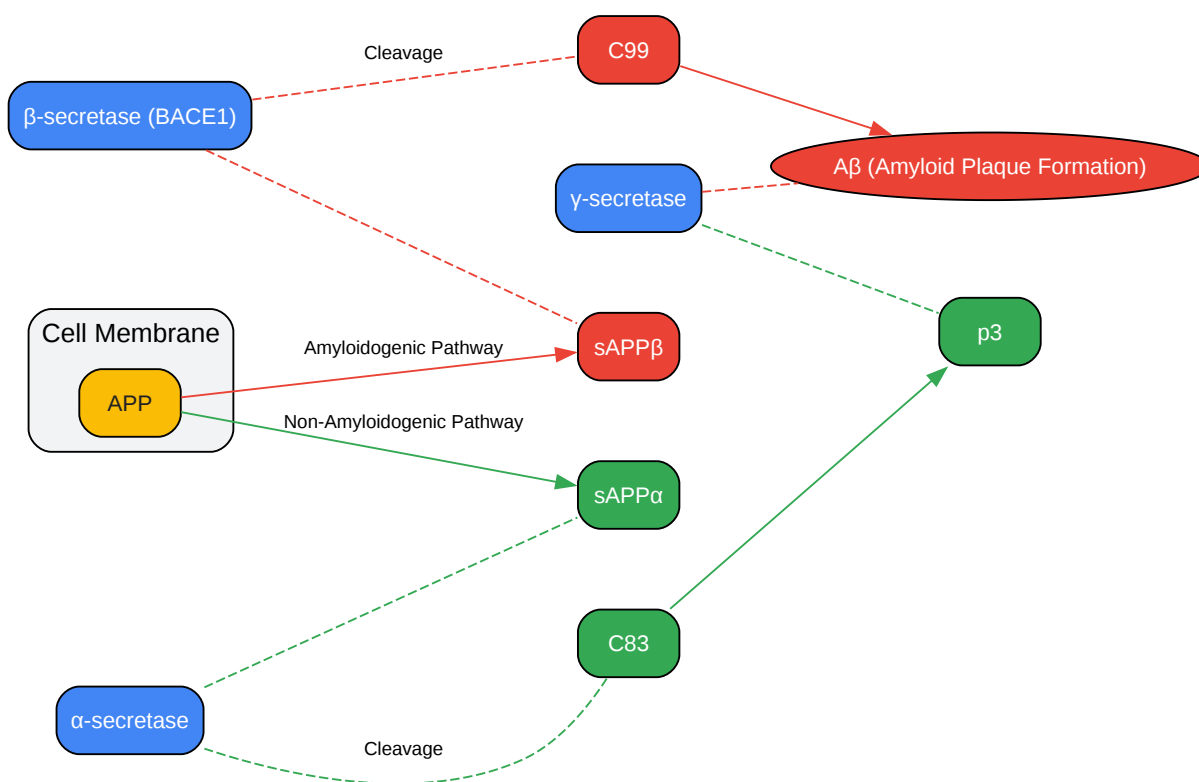 Cleavage
C99
β-secretase (BACE1)
Aβ (Amyloid Plaque Formation)
γ-secretase
Cell Membrane
APP
Amyloidogenic Pathway
sAPPβ
p3
Non-Amyloidogenic Pathway
sAPPα
C83
α-secretase
Cleavage